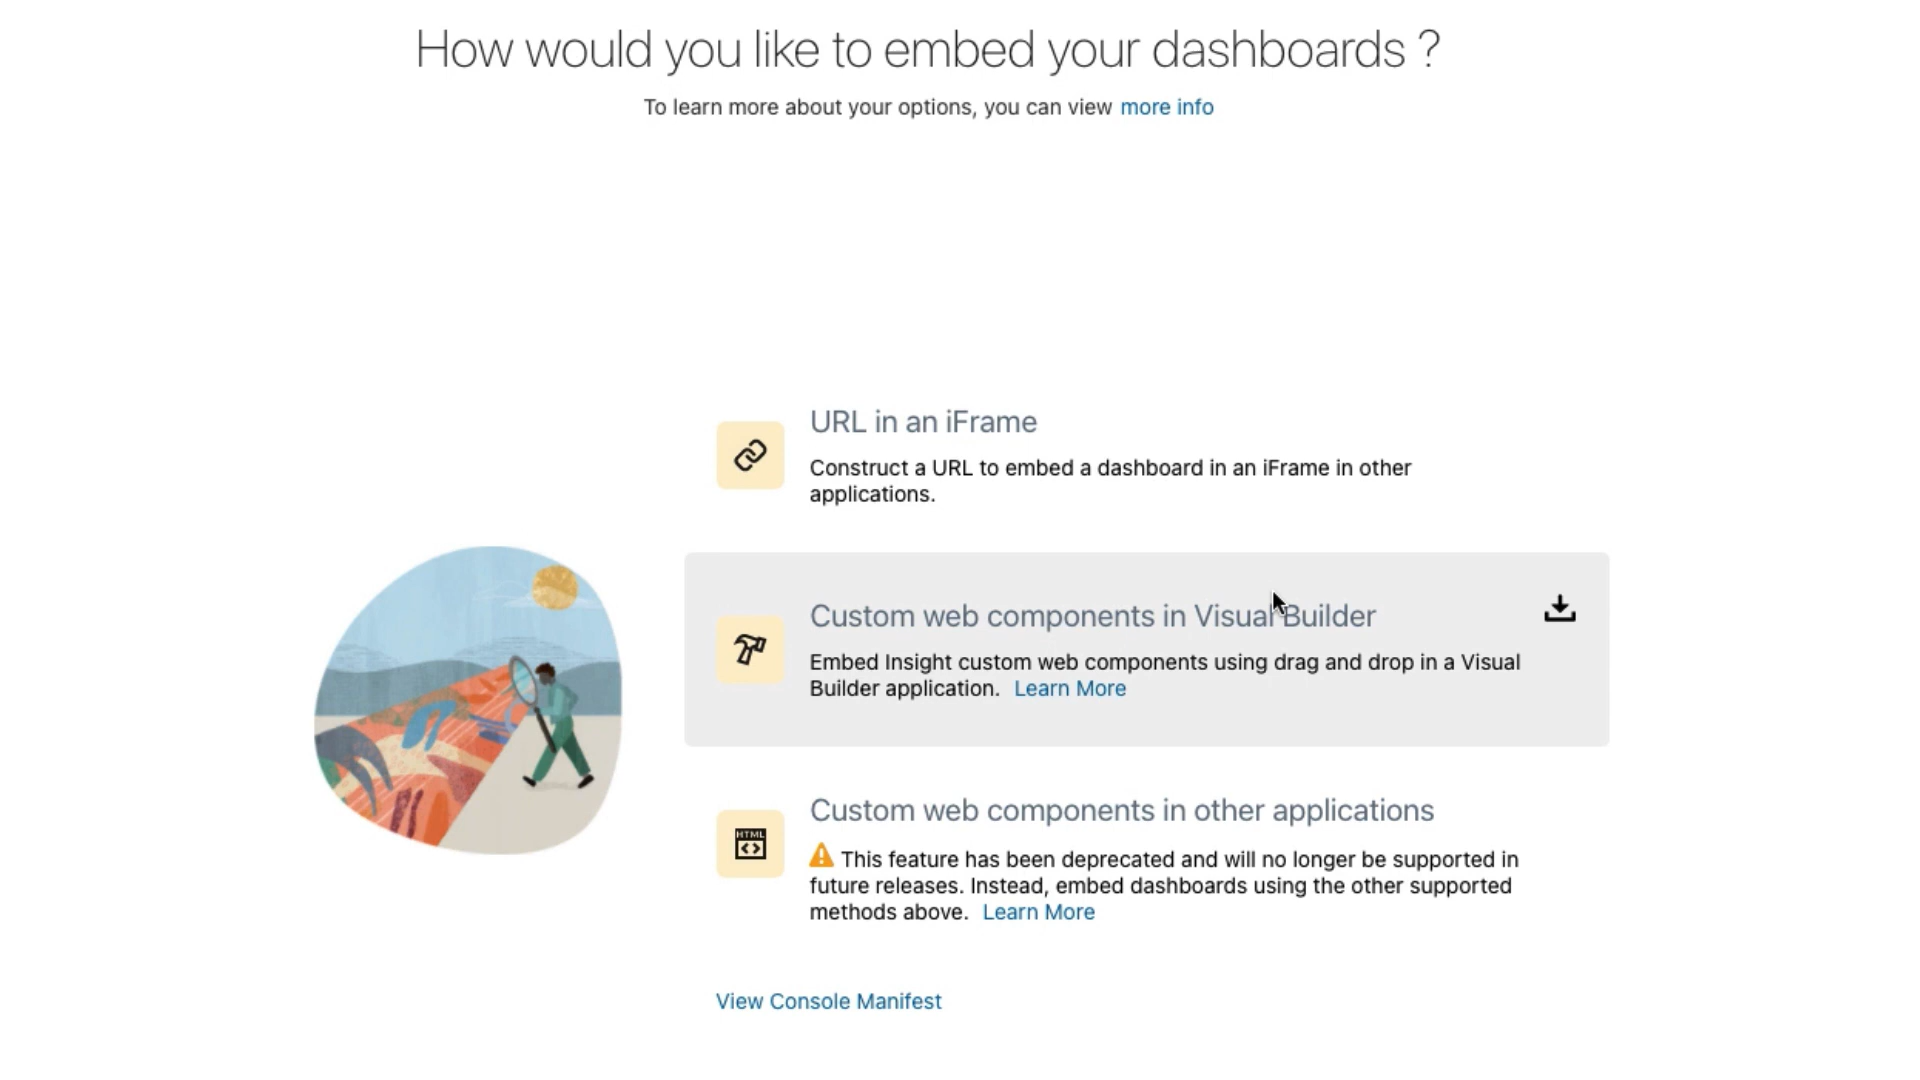 How would you like to embed your dashboards ?
To learn more about your options, you can view more info
URL in an iFrame
Construct a URL to embed a dashboard in an iFrame in other
applications.
Custom web components in Visual Builder
Embed Insight custom web components using drag and drop in a Visual
Builder application. Learn More
Custom web components in other applications
HTML
This feature has been deprecated and will no longer be supported in
future releases. Instead, embed dashboards using the other supported
methods above. Learn More
View Console Manifest